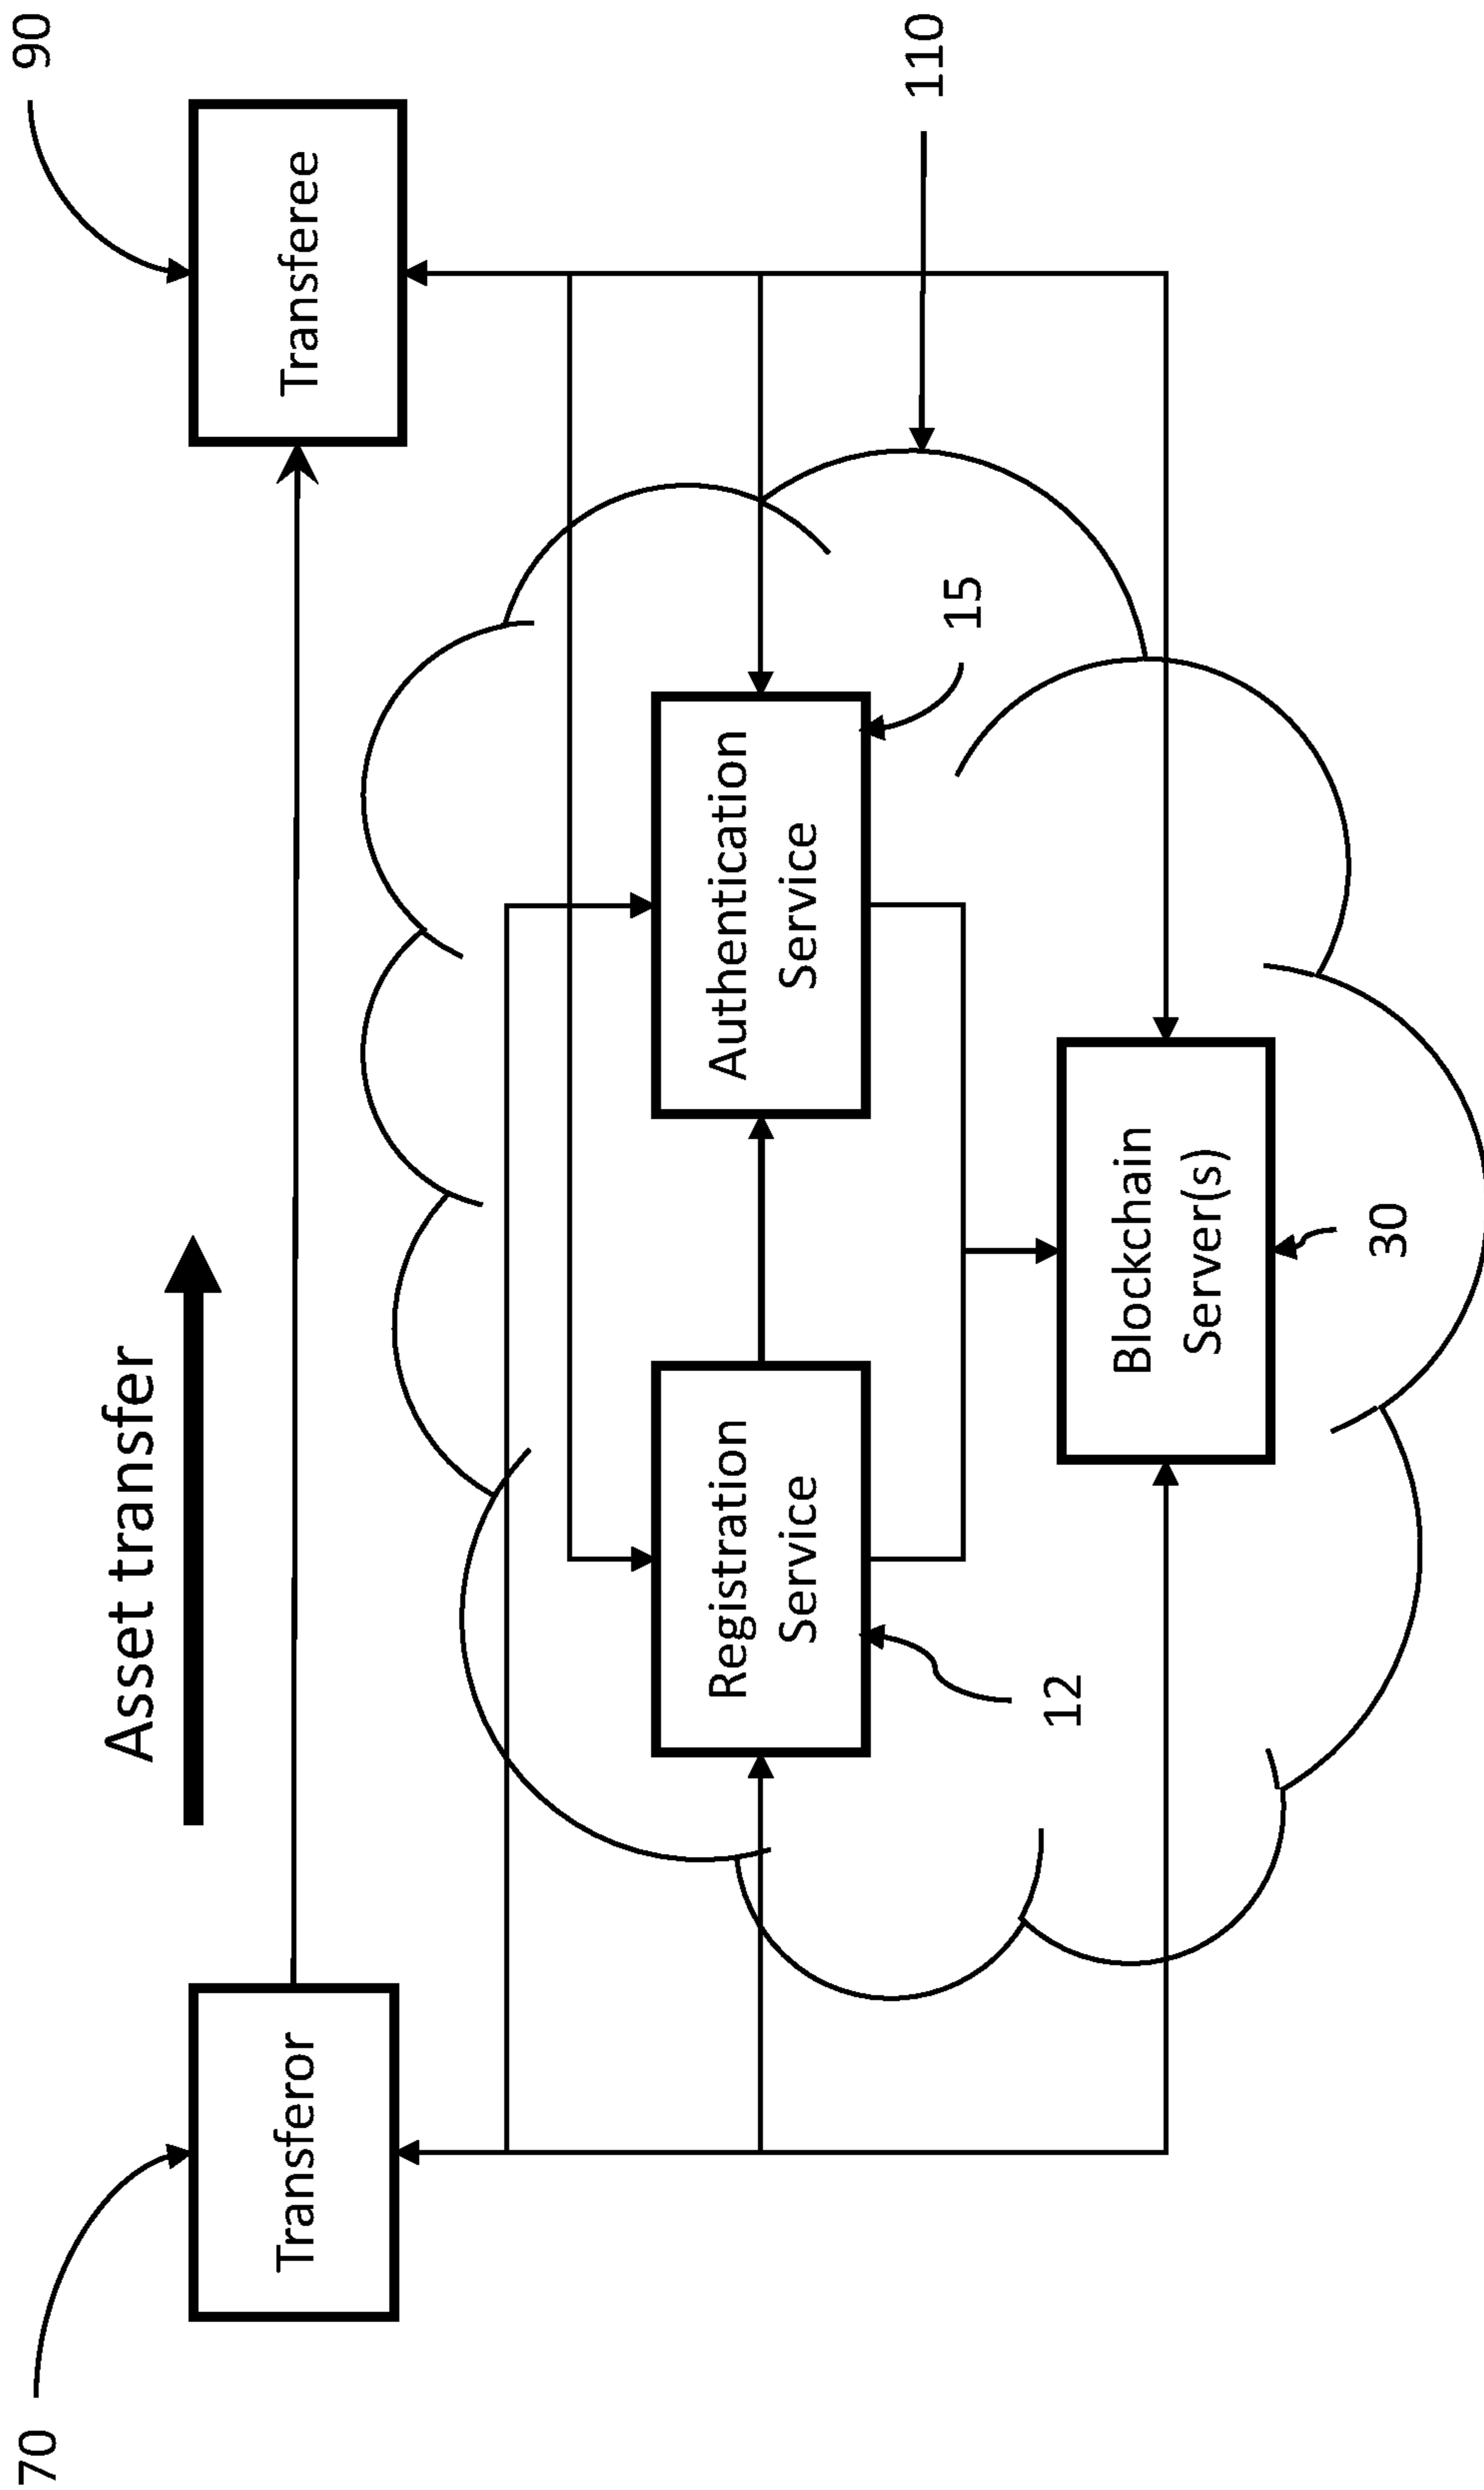 70
90
Asset transfer
Transferor
Transferee
110
Registration
Service
Authentication
Service
15
12
Blockchain
Server(s)
30